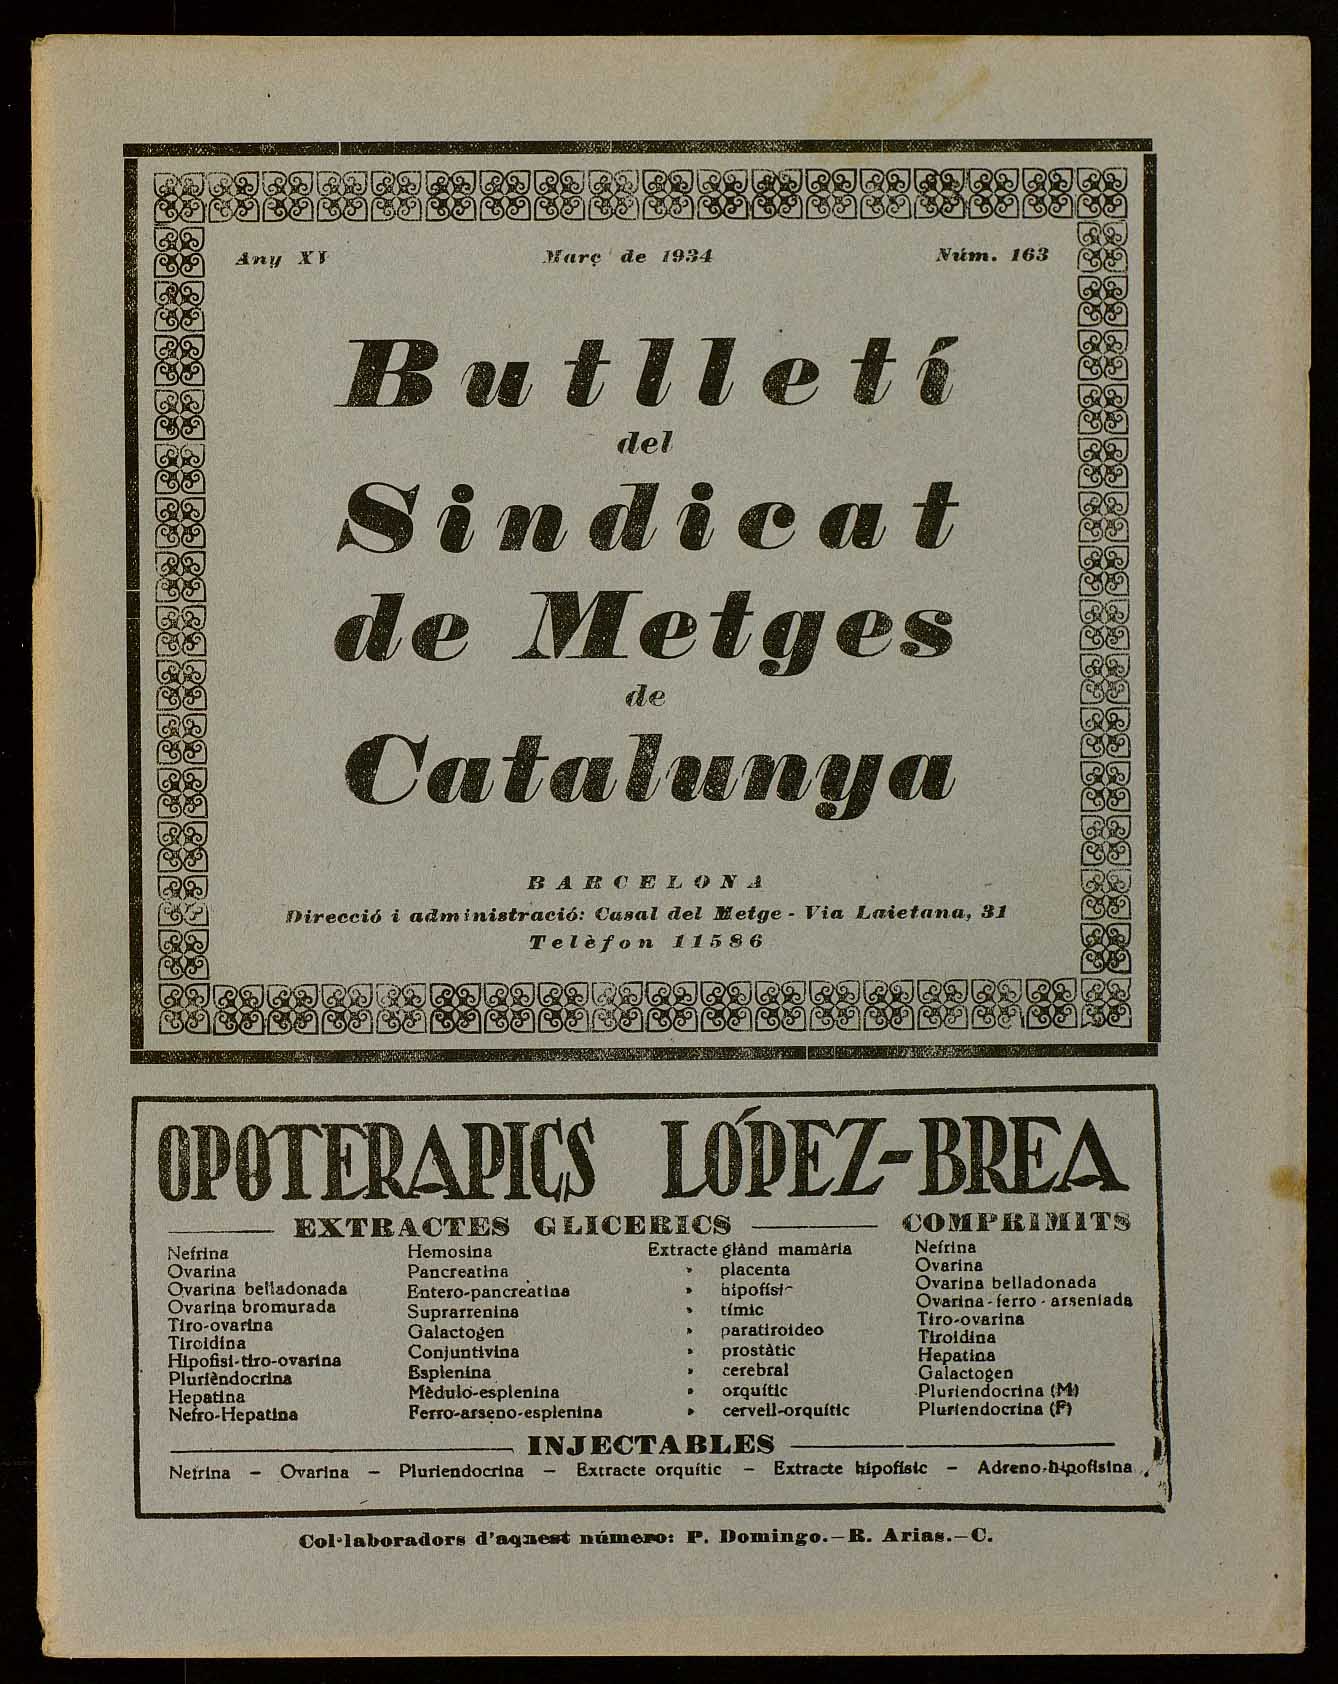 Any XV
Març de 1934
Núm. 163
Butlletí
del
Sindicat
de Metges
de
Catalunya
BARCELONA
Direcció i administració: Casal del Metge - Via Laietana, 31
Telèfon 11586
OPOTERAPICS LÓPEZ-BREA
EXTRACTES GLICERICS
Nefrina
Ovarina
Ovarina belladonada
Ovarina bromurada
Tiro-ovarina
Tiroidina
Hipofisi-tiro-ovarina
Plurièndocrina
Hepatina
Nefro-Hepatina
Hemosina
Pancreatina
Entero-pancreatina
Suprarrenina
Galactogen
Conjuntivina
Esplenina
Mèdulo-esplenina
Ferro-arseno-esplenina
Extracte glànd mamària
» placenta
» hipofísi
» tímic
» paratiroideo
» prostàtic
» cerebral
» orquític
» cervell-orquític
COMPRIMITS
Nefrina
Ovarina
Ovarina belladonada
Ovarina-ferro-arseniada
Tiro-ovarina
Tiroidina
Hepatina
Galactogen
Pluriendocrina (M)
Pluriendocrina (F)
INJECTABLES
Nefrina – Ovarina – Pluriendocrina – Extracte orquític – Extracte hipofísic – Adreno-hipofisina
Col·laboradors d'aquest número: P. Domingo.–R. Arias.–C.